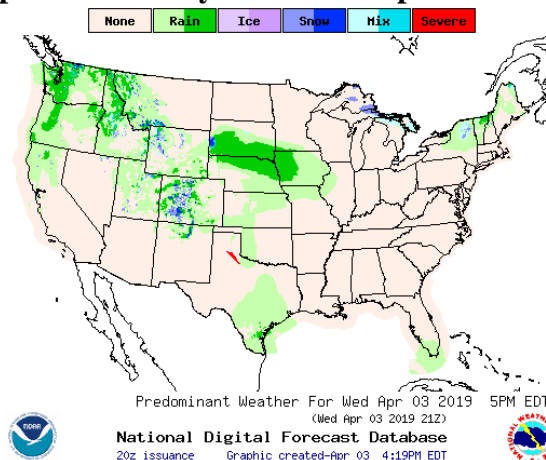 None Rain Ice Snow Mix Severe
Predominant Weather For Wed Apr 03 2019 5PM EDT
(Wed Apr 03 2019 21Z)
National Digital Forecast Database
20z issuance Graphic created-Apr 03 4:19PM EDT
NOAA